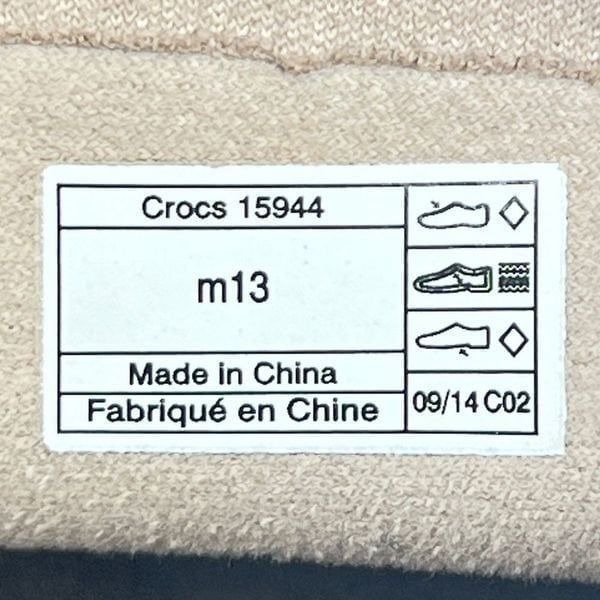 Crocs 15944
m13
Made in China
Fabriqué en Chine
09/14 C02